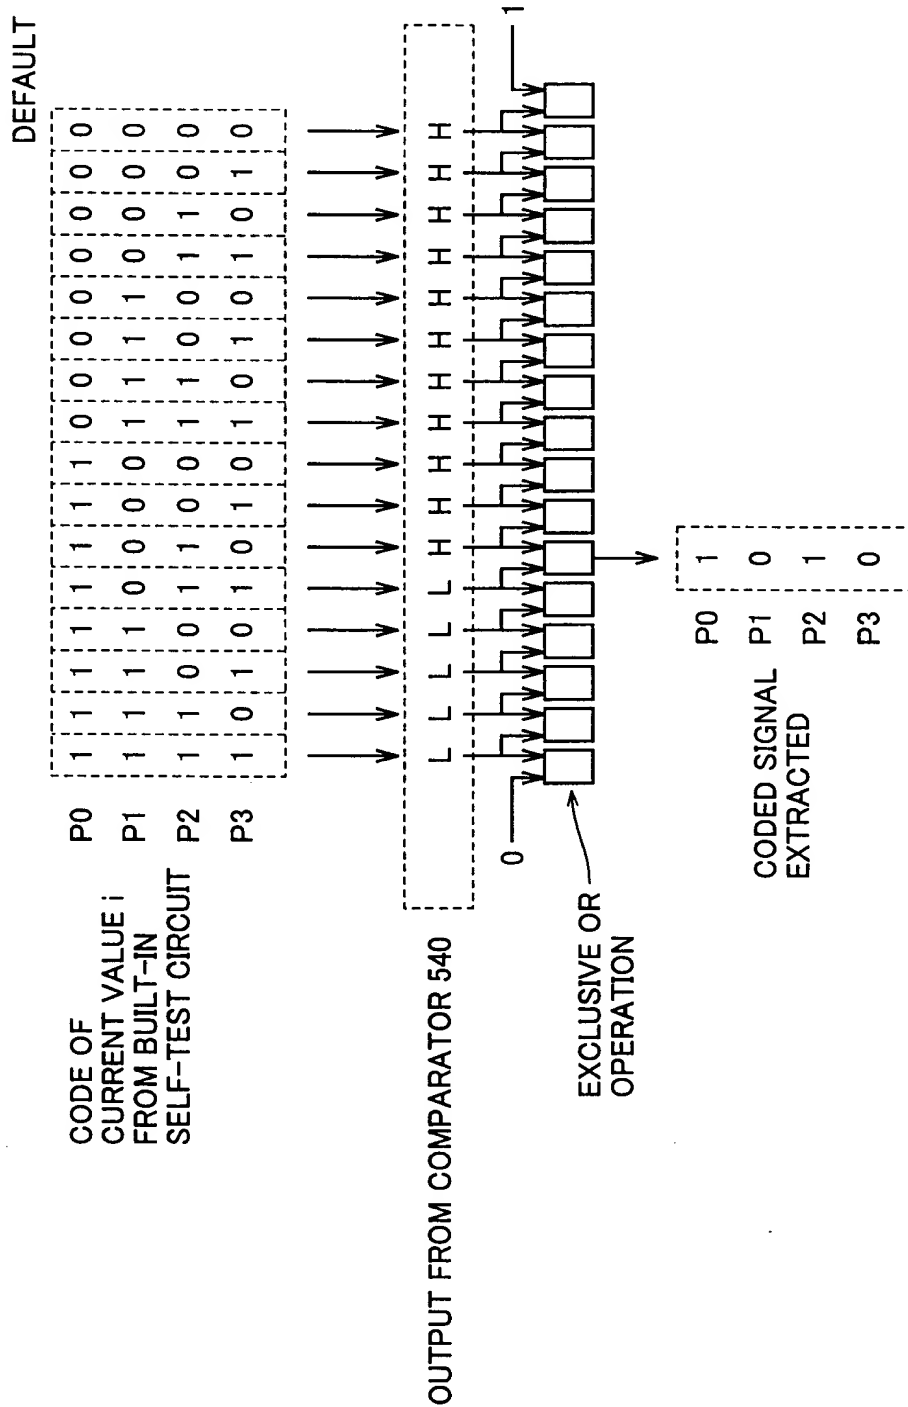 DEFAULT
CODE OF
CURRENT VALUE i
FROM BUILT-IN
SELF-TEST CIRCUIT
P0 1 1 1 1 1 1 1 1 0 0 0 0 0 0 0 0
P1 1 1 1 1 0 0 0 0 1 1 1 1 0 0 0 0
P2 1 1 0 0 1 1 0 0 1 1 0 0 1 1 0 0
P3 1 0 1 0 1 0 1 0 1 0 1 0 1 0 1 0
OUTPUT FROM COMPARATOR 540 L L L L L H H H H H H H H H H H
0 1
EXCLUSIVE OR
OPERATION
CODED SIGNAL
EXTRACTED
P0 1
P1 0
P2 1
P3 0